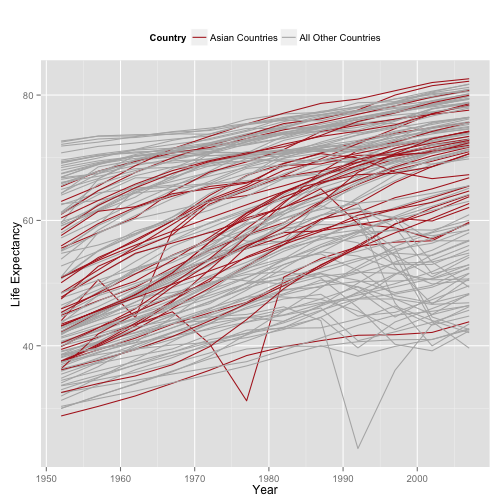 Country Asian Countries All Other Countries
80
60
40
Life Expectancy
1950 1960 1970 1980 1990 2000
Year